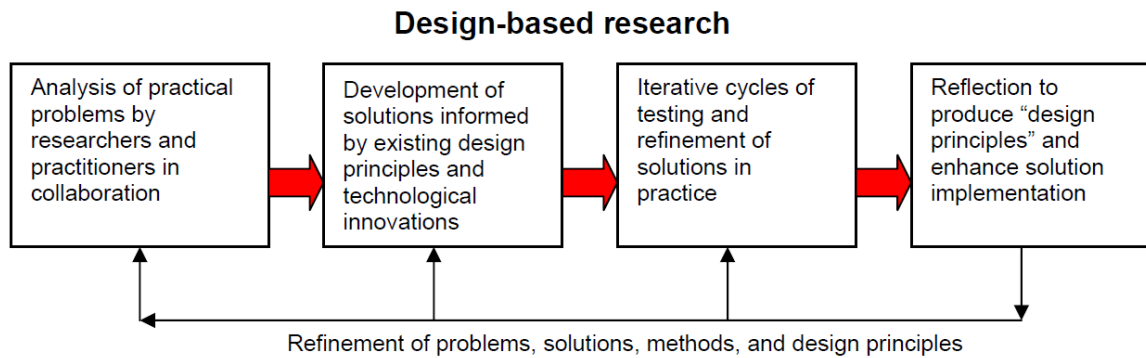 Design-based research
Analysis of practical
problems by
researchers and
practitioners in
collaboration
Development of
solutions informed
by existing design
principles and
technological
innovations
Iterative cycles of
testing and
refinement of
solutions in
practice
Reflection to
produce “design
principles” and
enhance solution
implementation
Refinement of problems, solutions, methods, and design principles